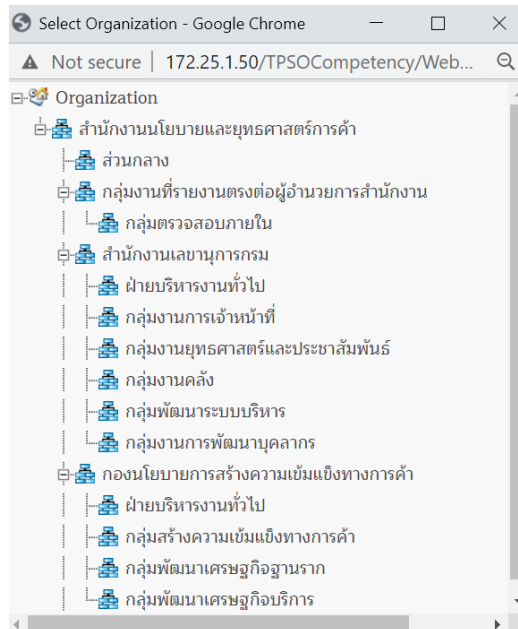 Select Organization - Google Chrome
Not secure | 172.25.1.50/TPSOCompetency/Web...
Organization
สำนักงานนโยบายและยุทธศาสตร์การค้า
ส่วนกลาง
กลุ่มงานที่รายงานตรงต่อผู้อำนวยการสำนักงาน
กลุ่มตรวจสอบภายใน
สำนักงานเลขานุการกรม
ฝ่ายบริหารงานทั่วไป
กลุ่มงานการเจ้าหน้าที่
กลุ่มงานยุทธศาสตร์และประชาสัมพันธ์
กลุ่มงานคลัง
กลุ่มพัฒนาระบบบริหาร
กลุ่มงานการพัฒนาบุคลากร
กองนโยบายการสร้างความเข้มแข็งทางการค้า
ฝ่ายบริหารงานทั่วไป
กลุ่มสร้างความเข้มแข็งทางการค้า
กลุ่มพัฒนาเศรษฐกิจฐานราก
กลุ่มพัฒนาเศรษฐกิจบริการ